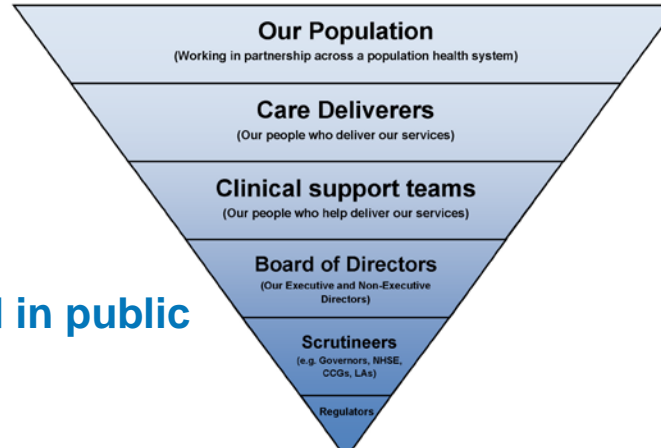 Our Population
(Working in partnership across a population health system)
Care Deliverers
(Our people who deliver our services)
Clinical support teams
(Our people who help deliver our services)
Board of Directors
(Our Executive and Non-Executive
Directors)
in public
Scrutineers
(e.g. Governors, NHSE,
CCGs, LAs)
Regulators